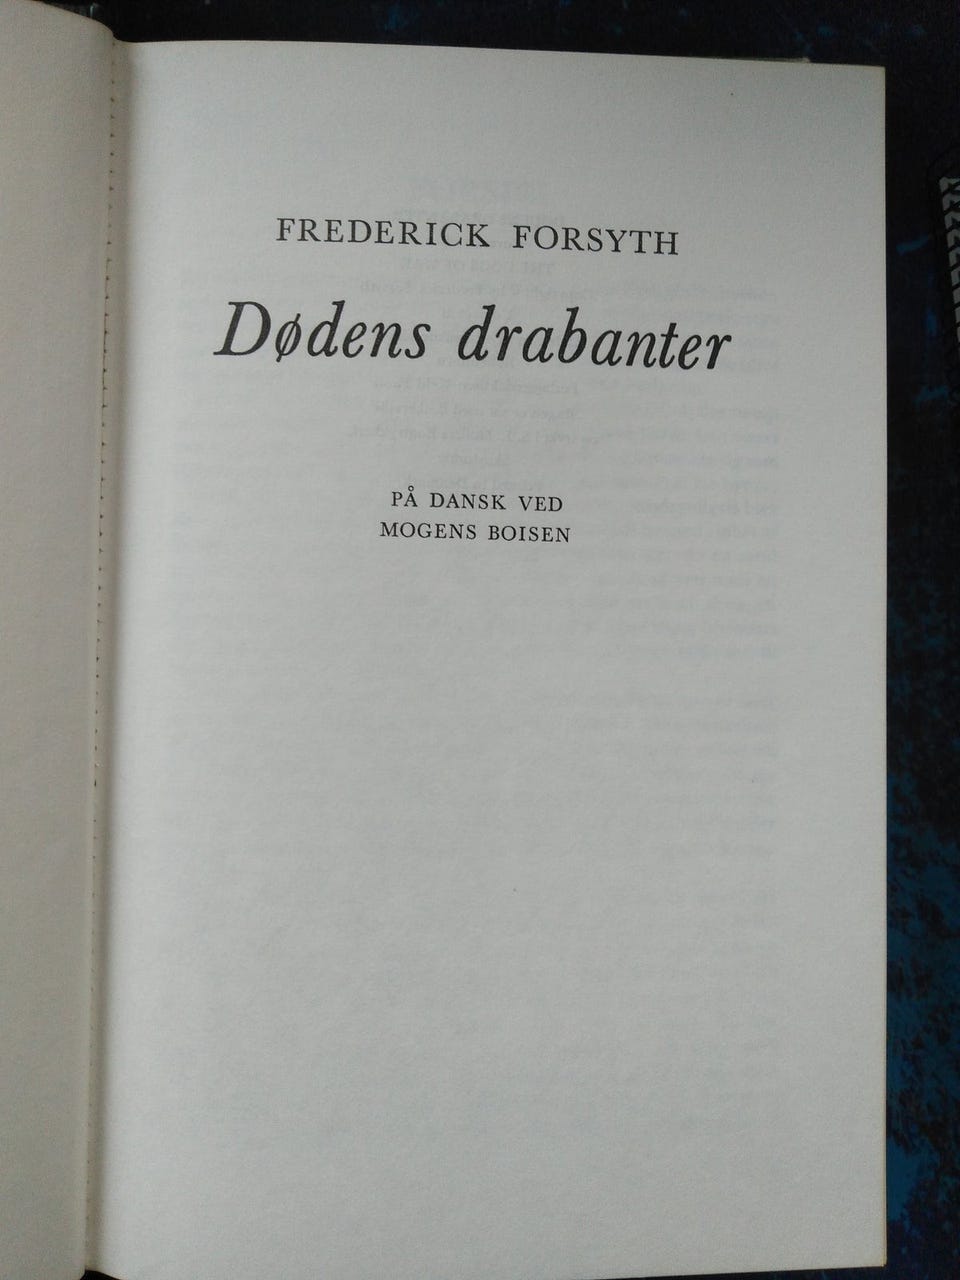 FREDERICK FORSYTH
Dødens drabanter
PÅ DANSK VED
MOGENS BOISEN